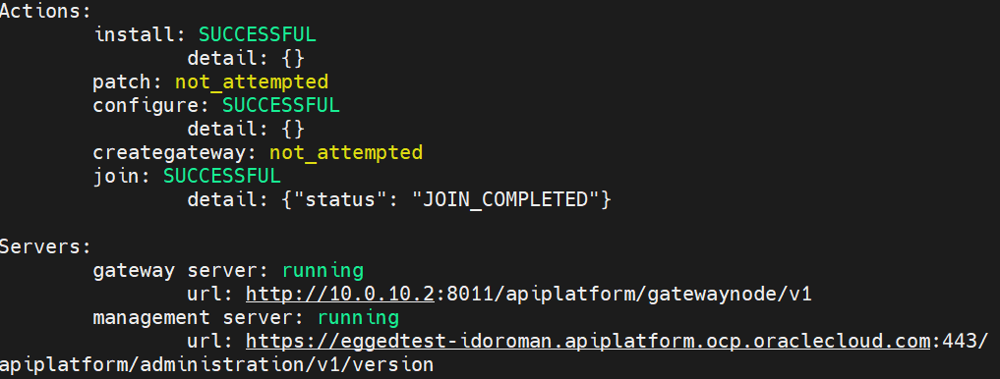 Actions:
install: SUCCESSFUL
detail: {}
patch: not_attempted
configure: SUCCESSFUL
detail: {}
creategateway: not_attempted
join: SUCCESSFUL
detail: {"status": "JOIN_COMPLETED"}
Servers:
gateway server: running
url: http://10.0.10.2:8011/apiplatform/gatewaynode/v1
management server: running
url: https://eggedtest-idoroman.apiplatform.ocp.oraclecloud.com:443/
apiplatform/administration/v1/version